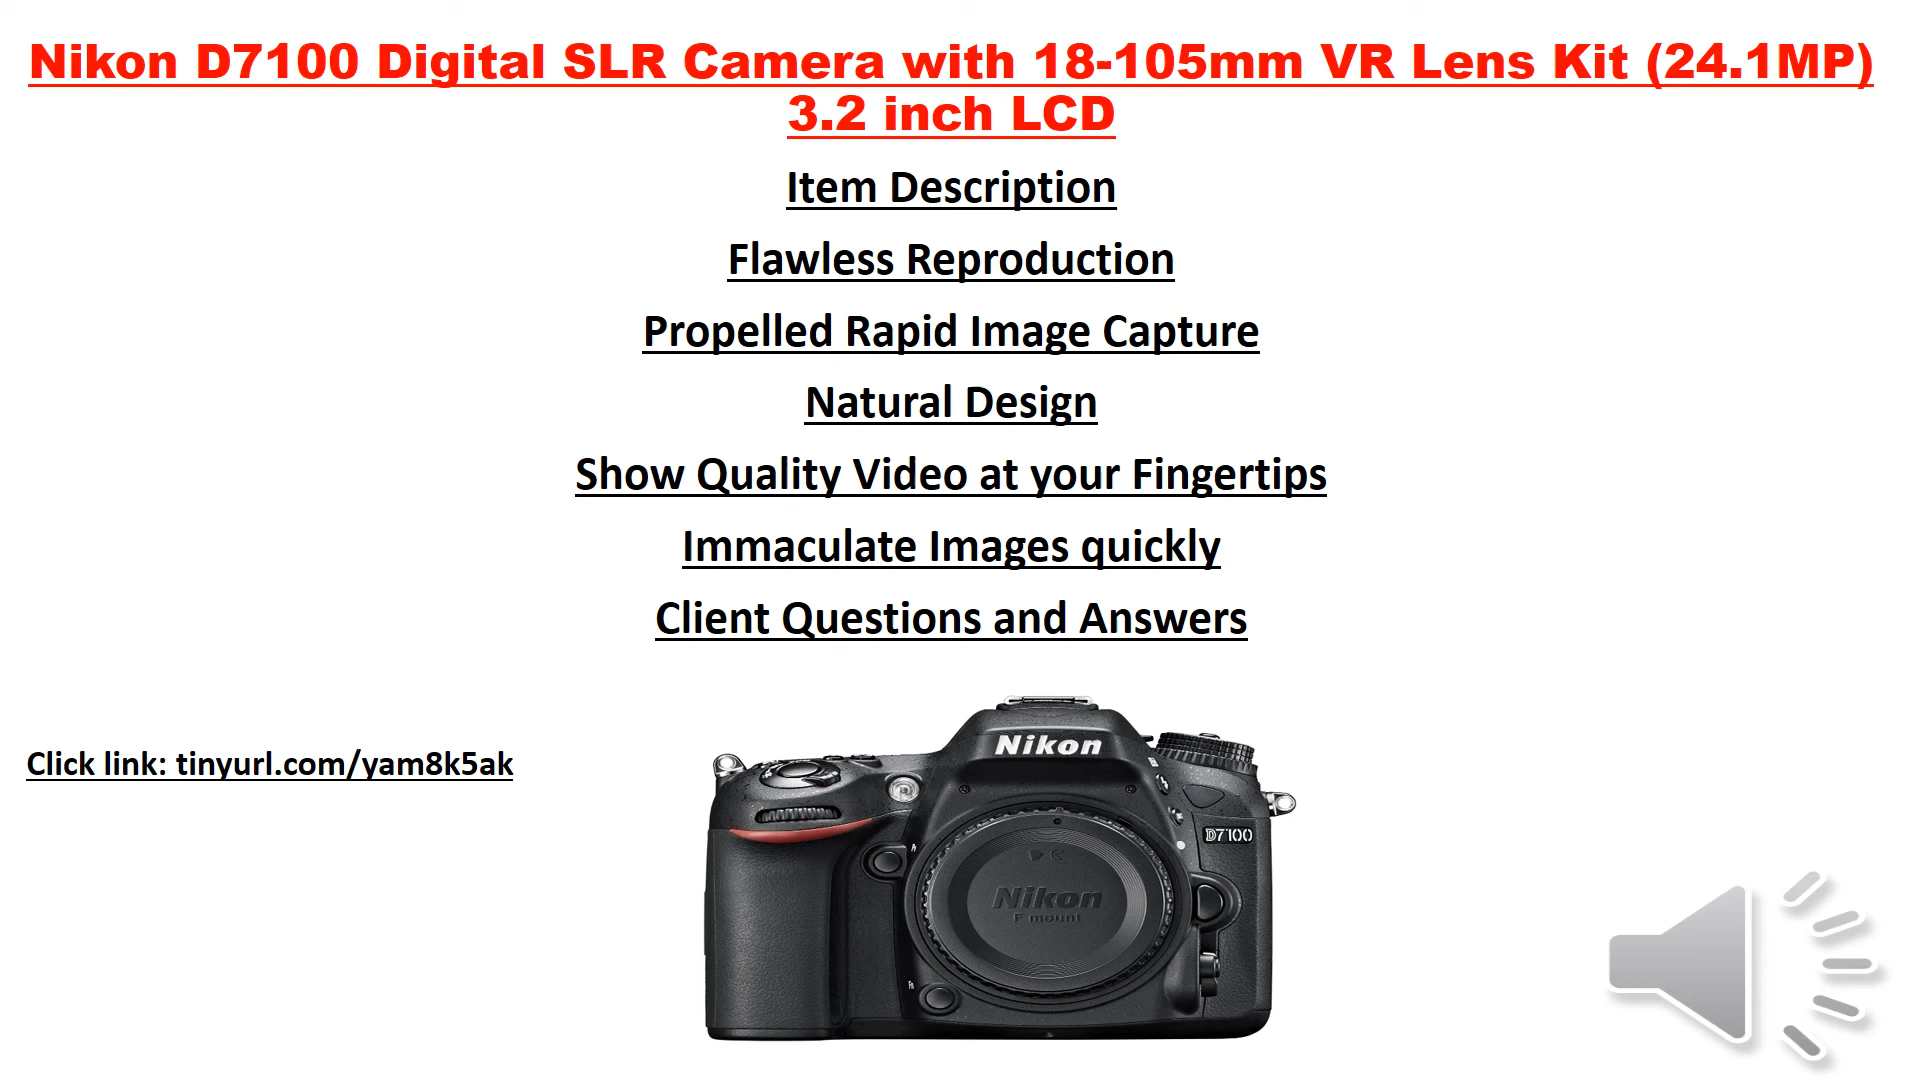 Nikon D7100 Digital SLR Camera with 18-105mm VR Lens Kit (24.1MP)
3.2 inch LCD
Item Description
Flawless Reproduction
Propelled Rapid Image Capture
Natural Design
Show Quality Video at your Fingertips
Immaculate Images quickly
Client Questions and Answers
Click link: tinyurl.com/yam8k5ak
Nikon
D7100
Nikon
F mount
Fn